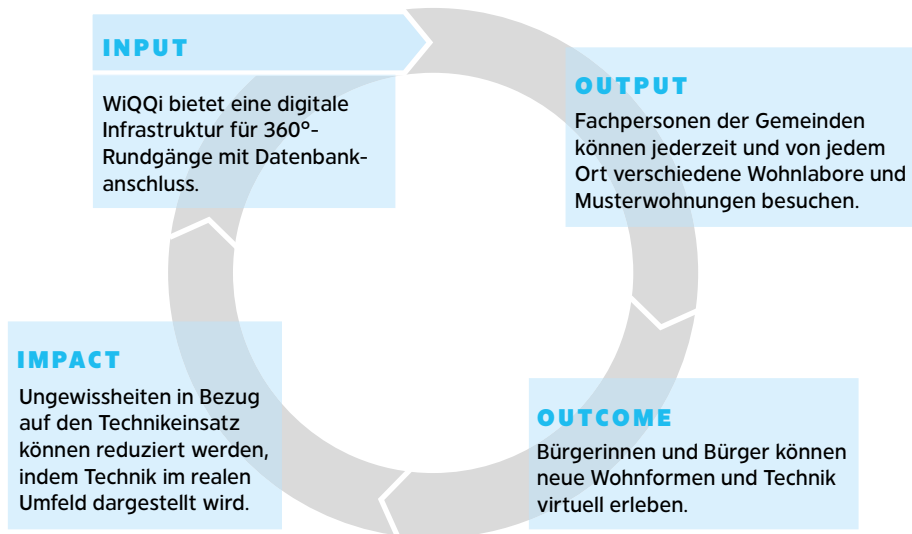 INPUT
WiQQi bietet eine digitale
Infrastruktur für 360°-
Rundgänge mit Datenbank-
anschluss.
OUTPUT
Fachpersonen der Gemeinden
können jederzeit und von jedem
Ort verschiedene Wohnlabore und
Musterwohnungen besuchen.
OUTCOME
Bürgerinnen und Bürger können
neue Wohnformen und Technik
virtuell erleben.
IMPACT
Ungewissheiten in Bezug
auf den Technikeinsatz
können reduziert werden,
indem Technik im realen
Umfeld dargestellt wird.